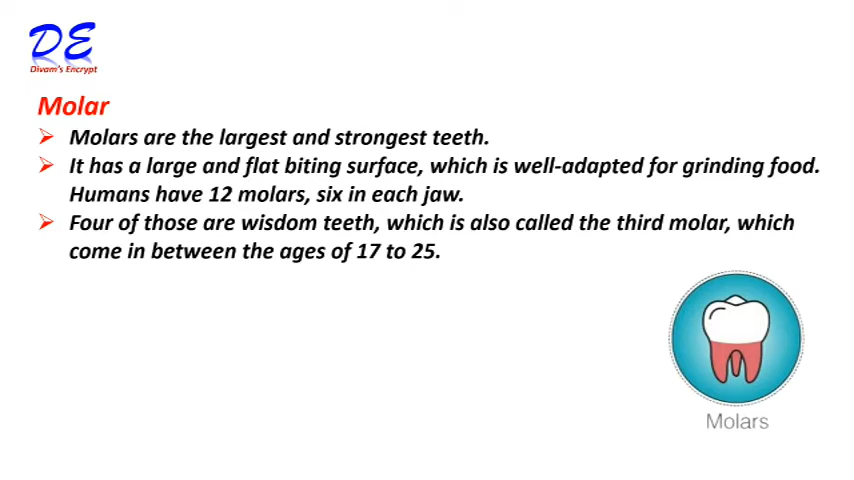 DE
Divam's Encrypt
Molar
➢ Molars are the largest and strongest teeth.
➢ It has a large and flat biting surface, which is well-adapted for grinding food.
Humans have 12 molars, six in each jaw.
➢ Four of those are wisdom teeth, which is also called the third molar, which
come in between the ages of 17 to 25.
Molars